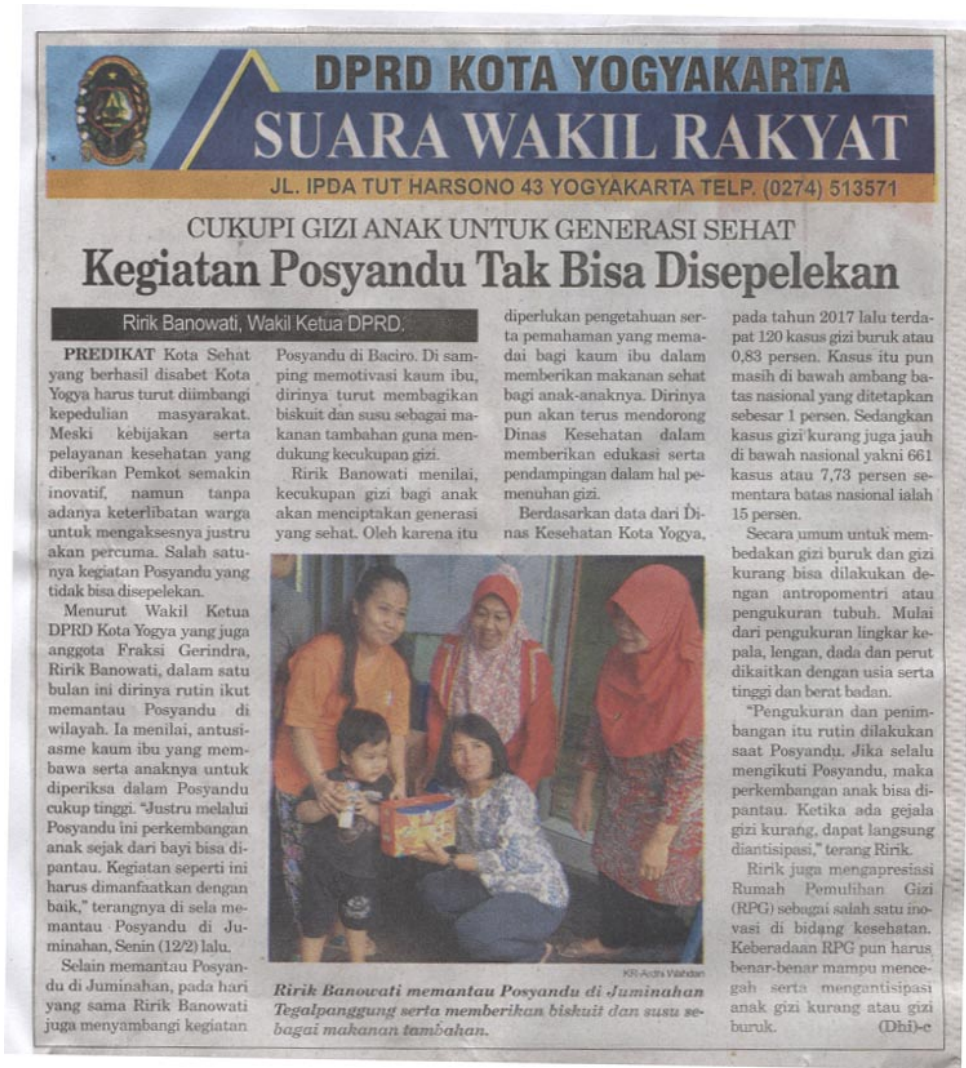 DPRD KOTA YOGYAKARTA
SUARA WAKIL RAKYAT
JL. IPDA TUT HARSONO 43 YOGYAKARTA TELP. (0274) 513571
CUKUPI GIZI ANAK UNTUK GENERASI SEHAT
Kegiatan Posyandu Tak Bisa Disepelekan
Ririk Banowati, Wakil Ketua DPRD.
PREDIKAT Kota Sehat
yang berhasil disabet Kota
Yogya harus turut diimbangi
kepedulian masyarakat.
Meski kebijakan serta
pelayanan kesehatan yang
diberikan Pemkot semakin
inovatif, namun tanpa
adanya keterlibatan warga
untuk mengaksesnya justru
akan percuma. Salah satu-
nya kegiatan Posyandu yang
tidak bisa disepelekan.
Menurut Wakil Ketua
DPRD Kota Yogya yang juga
anggota Fraksi Gerindra,
Ririk Banowati, dalam satu
bulan ini dirinya rutin ikut
memantau Posyandu di
wilayah. Ia menilai, antusi-
asme kaum ibu yang mem-
bawa serta anaknya untuk
diperiksa dalam Posyandu
cukup tinggi. "Justru melalui
Posyandu ini perkembangan
anak sejak dari bayi bisa di-
pantau. Kegiatan seperti ini
harus dimanfaatkan dengan
baik," terangnya di sela me-
mantau Posyandu di Ju-
minahan, Senin (12/2) lalu.
Selain memantau Posyan-
du di Juminahan, pada hari
yang sama Ririk Banowati
juga menyambangi kegiatan
Posyandu di Baciro. Di sam-
ping memotivasi kaum ibu,
dirinya turut membagikan
biskuit dan susu sebagai ma-
kanan tambahan guna men-
dukung kecukupan gizi.
Ririk Banowati menilai,
kecukupan gizi bagi anak
akan menciptakan generasi
yang sehat. Oleh karena itu
diperlukan pengetahuan ser-
ta pemahaman yang mema-
dai bagi kaum ibu dalam
memberikan makanan sehat
bagi anak-anaknya. Dirinya
pun akan terus mendorong
Dinas Kesehatan dalam
memberikan edukasi serta
pendampingan dalam hal pe-
menuhan gizi.
Berdasarkan data dari Di-
nas Kesehatan Kota Yogya,
pada tahun 2017 lalu terda-
pat 120 kasus gizi buruk atau
0,83 persen. Kasus itu pun
masih di bawah ambang ba-
tas nasional yang ditetapkan
sebesar 1 persen. Sedangkan
kasus gizi kurang juga jauh
di bawah nasional yakni 661
kasus atau 7,73 persen se-
mentara batas nasional ialah
15 persen.
Secara umum untuk mem-
bedakan gizi buruk dan gizi
kurang bisa dilakukan de-
ngan antropomentri atau
pengukuran tubuh. Mulai
dari pengukuran lingkar ke-
pala, lengan, dada dan perut
dikaitkan dengan usia serta
tinggi dan berat badan.
"Pengukuran dan penim-
bangan itu rutin dilakukan
saat Posyandu. Jika selalu
mengikuti Posyandu, maka
perkembangan anak bisa di-
pantau. Ketika ada gejala
gizi kurang, dapat langsung
diantisipasi," terang Ririk.
Ririk juga mengapresiasi
Rumah Pemulihan Gizi
(RPG) sebagai salah satu ino-
vasi di bidang kesehatan.
Keberadaan RPG pun harus
benar-benar mampu mence-
gah serta mengantisipasi
anak gizi kurang atau gizi
buruk. (Dhi)-c
KR-Ardhi Wahdan
Ririk Banowati memantau Posyandu di Juminahan
Tegalpanggung serta memberikan biskuit dan susu se-
bagai makanan tambahan.